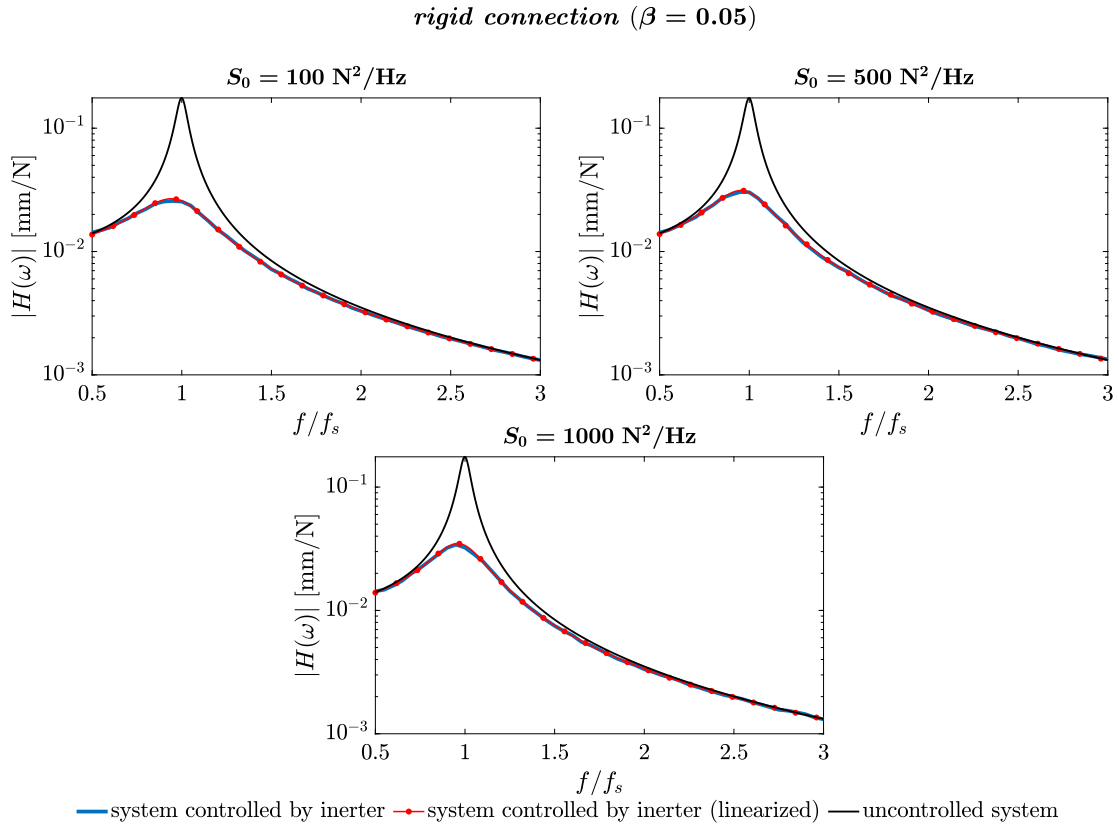 rigid connection (β = 0.05)
S₀ = 100 N²/Hz
10⁻¹
10⁻²
10⁻³
|H(ω)| [mm/N]
0.5 1 1.5 2 2.5 3
f/fₛ
S₀ = 500 N²/Hz
10⁻¹
10⁻²
10⁻³
|H(ω)| [mm/N]
0.5 1 1.5 2 2.5 3
f/fₛ
S₀ = 1000 N²/Hz
10⁻¹
10⁻²
10⁻³
|H(ω)| [mm/N]
0.5 1 1.5 2 2.5 3
f/fₛ
system controlled by inerter system controlled by inerter (linearized) uncontrolled system